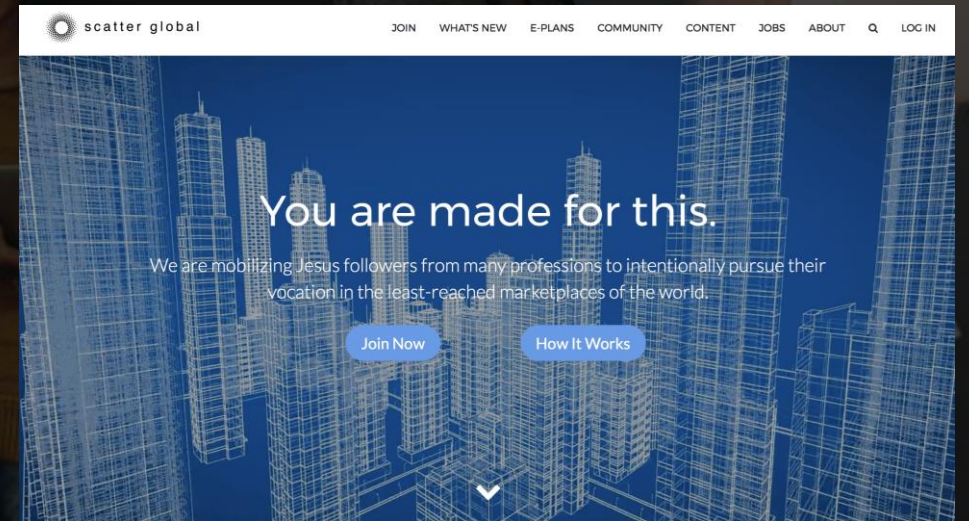 scatter global
JOIN WHAT'S NEW E-PLANS COMMUNITY CONTENT JOBS ABOUT LOG IN
You are made for this.
We are mobilizing Jesus followers from many professions to intentionally pursue their
vocation in the least-reached marketplaces of the world.
Join Now How It Works